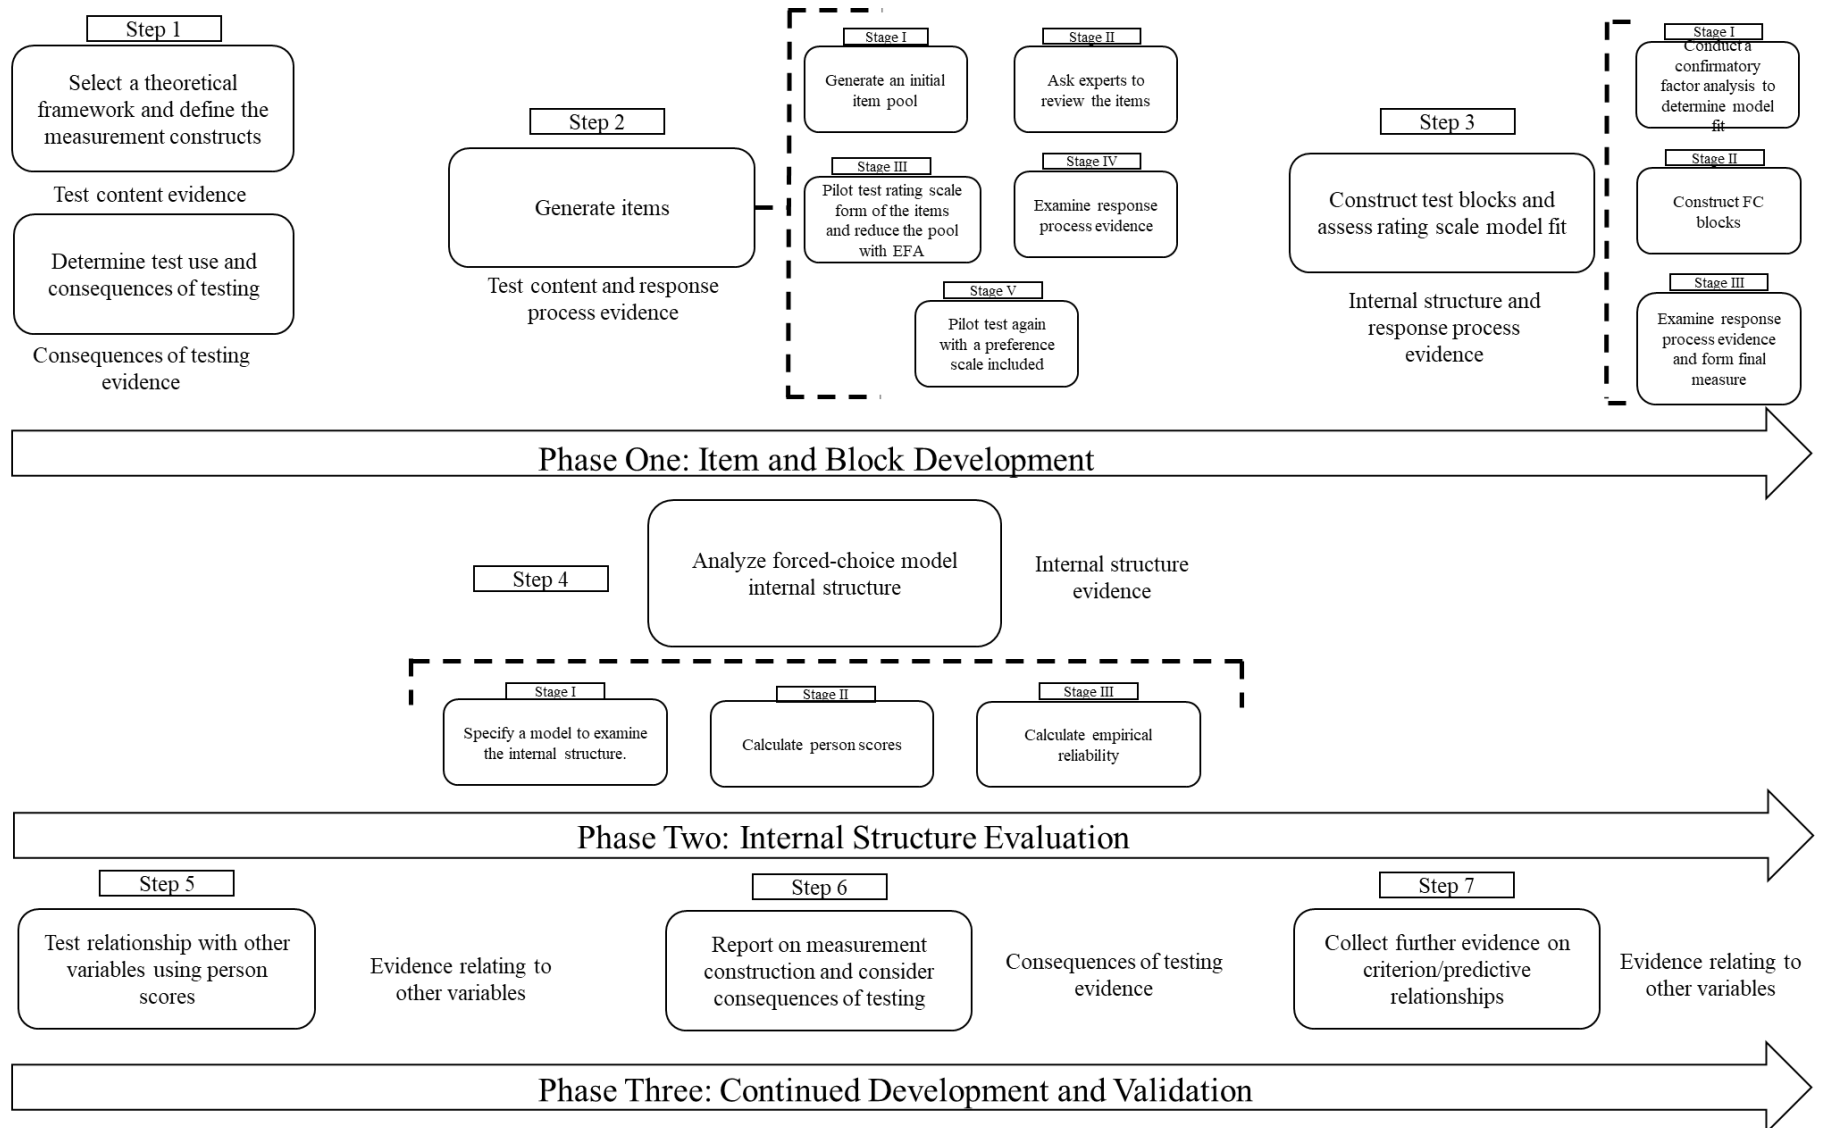 Step 1
Select a theoretical
framework and define the
measurement constructs
Test content evidence
Determine test use and
consequences of testing
Consequences of testing
evidence
Step 2
Generate items
Test content and response
process evidence
Stage I
Generate an initial
item pool
Stage II
Ask experts to
review the items
Stage III
Pilot test rating scale
form of the items
and reduce the pool
with EFA
Stage IV
Examine response
process evidence
Stage V
Pilot test again
with a preference
scale included
Step 3
Construct test blocks and
assess rating scale model fit
Internal structure and
response process
evidence
Stage I
Conduct a
confirmatory
factor analysis to
determine model
fit
Stage II
Construct FC
blocks
Stage III
Examine response
process evidence
and form final
measure
Phase One: Item and Block Development
Step 4
Analyze forced-choice model
internal structure
Internal structure
evidence
Stage I
Specify a model to examine
the internal structure.
Stage II
Calculate person scores
Stage III
Calculate empirical
reliability
Phase Two: Internal Structure Evaluation
Step 5
Test relationship with other
variables using person
scores
Evidence relating to
other variables
Step 6
Report on measurement
construction and consider
consequences of testing
Consequences of testing
evidence
Step 7
Collect further evidence on
criterion/predictive
relationships
Evidence relating to
other variables
Phase Three: Continued Development and Validation